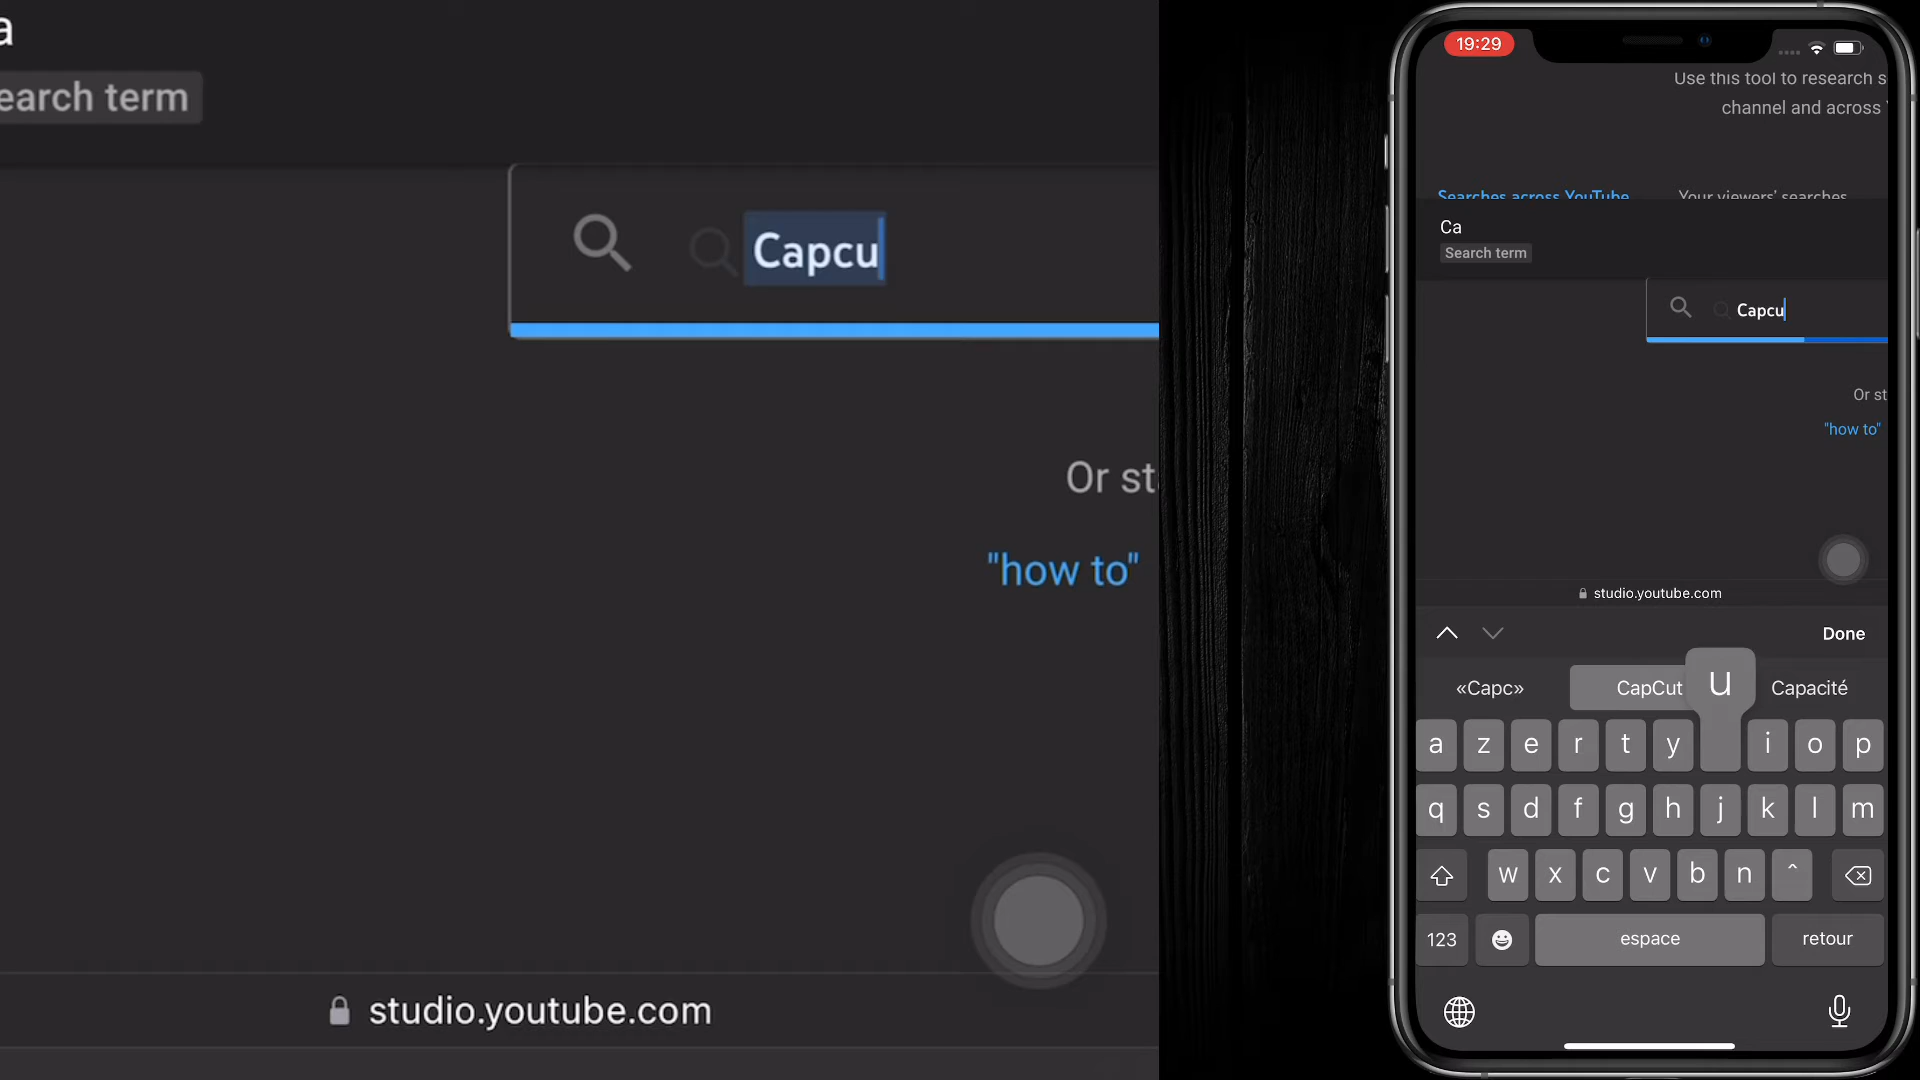 a
earch term
Capcu
Or st
"how to"
studio.youtube.com
19:29
Use this tool to research s
channel and across
Searches across YouTube
Your viewers' searches
Ca
Search term
Capcu
Or st
"how to"
studio.youtube.com
Done
«Capc» CapCut u Capacité
a z e r t y i o p
q s d f g h j k l m
w x c v b n ^
123 espace retour